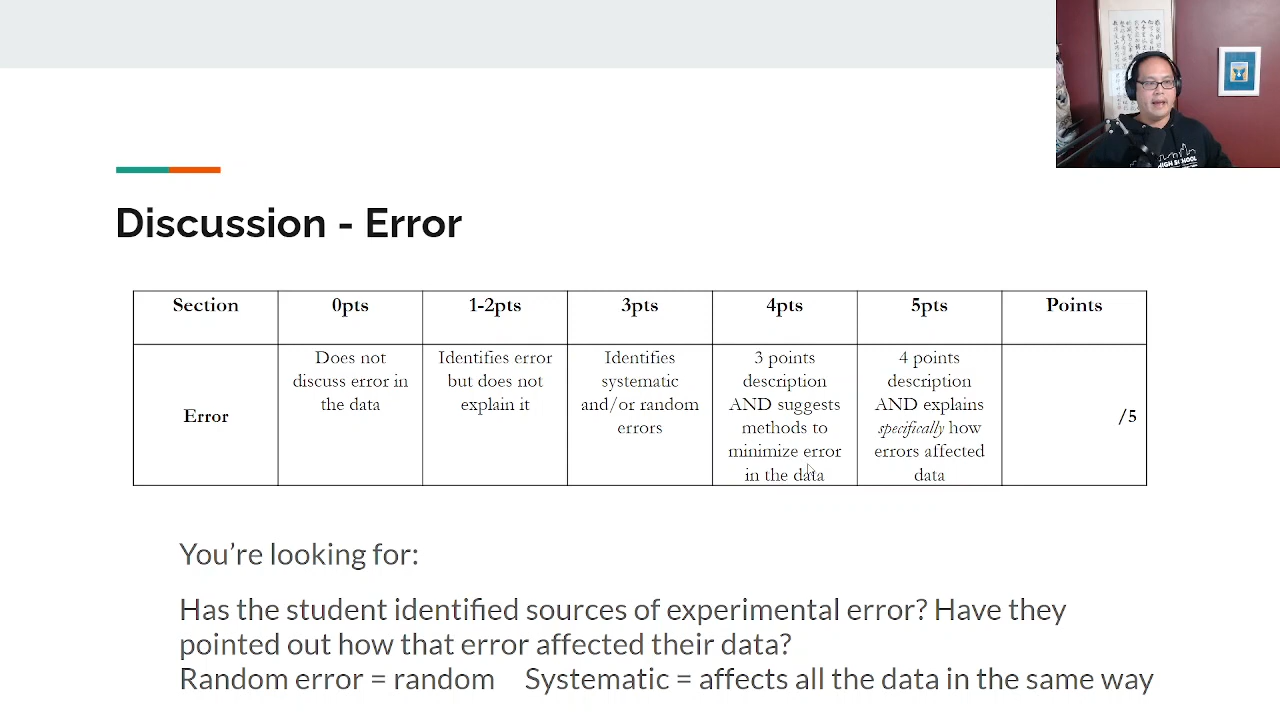 Discussion - Error
Section 0pts 1-2pts 3pts 4pts 5pts Points
Error
Does not
discuss error in
the data
Identifies error
but does not
explain it
Identifies
systematic
and/or random
errors
3 points
description
AND suggests
methods to
minimize error
in the data
4 points
description
AND explains
specifically how
errors affected
data
/5
You're looking for:
Has the student identified sources of experimental error? Have they
pointed out how that error affected their data?
Random error = random Systematic = affects all the data in the same way
HIGH SCHOOL